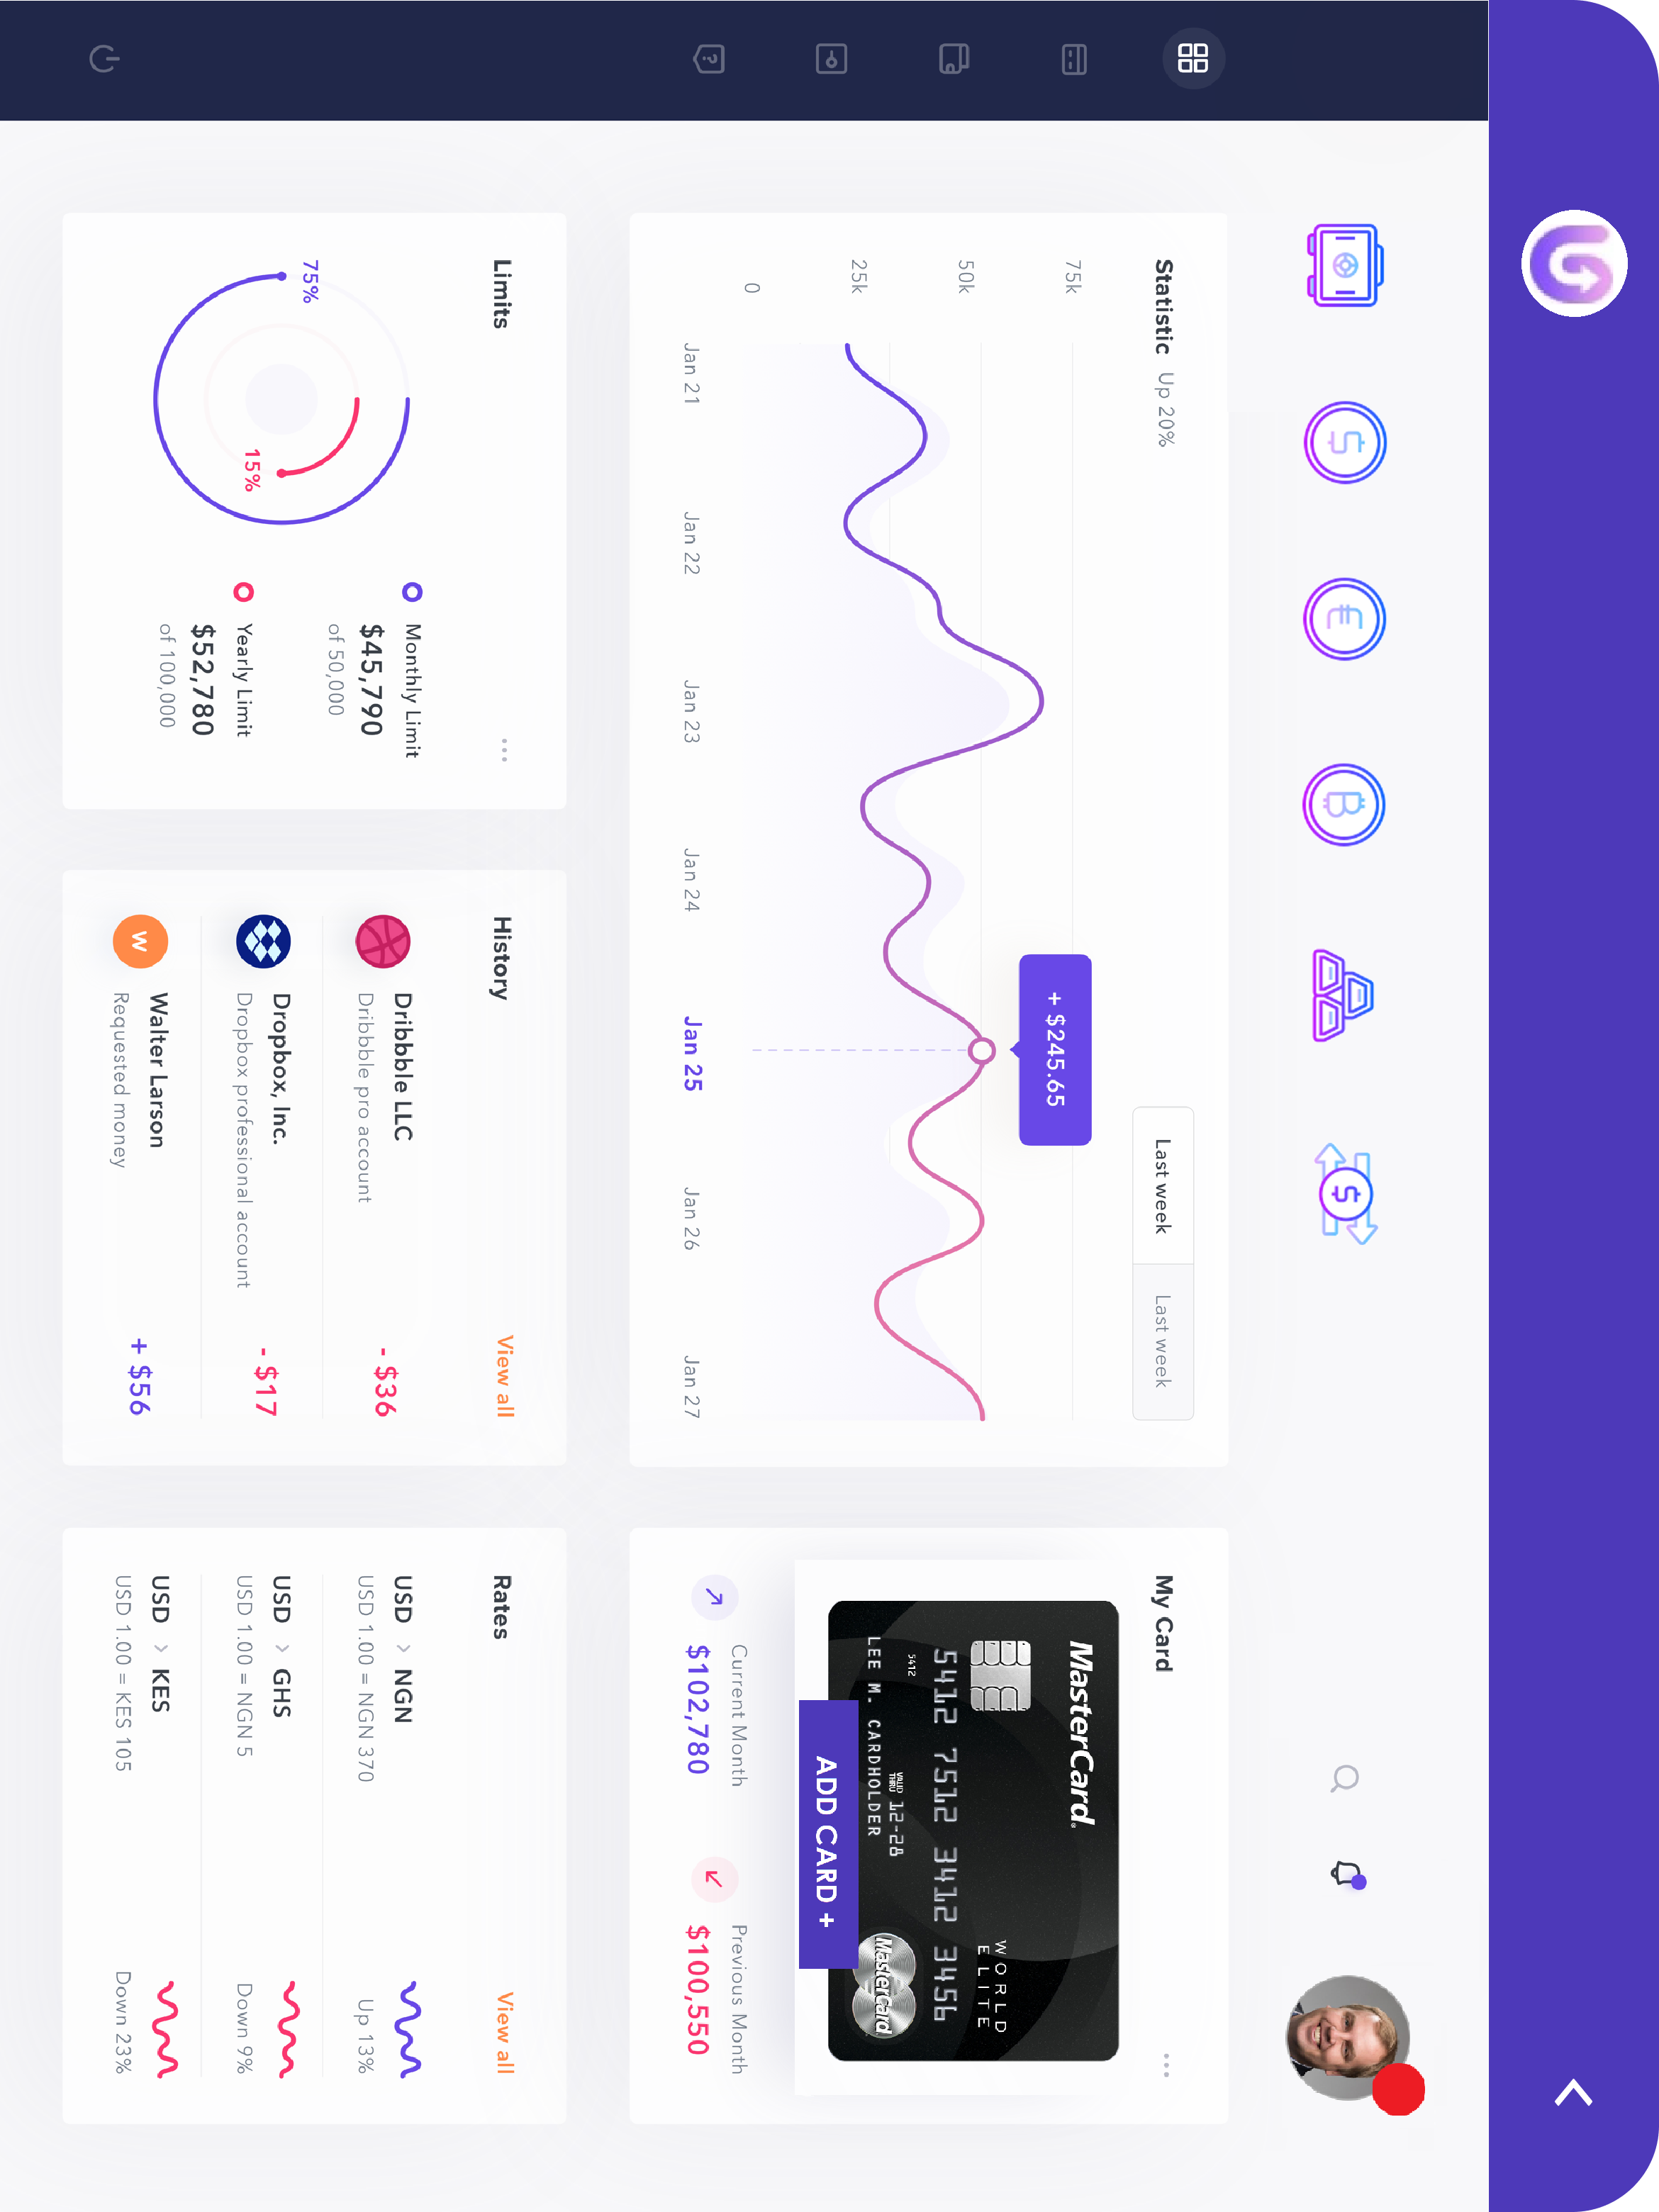 Statistic Up 20%
Last week Last week
75k
50k
25k
0
+ $245.65
Jan 21 Jan 22 Jan 23 Jan 24 Jan 25 Jan 26 Jan 27
My Card
MasterCard
WORLD
ELITE
5412 7512 3412 3456
5412
VALID
THRU
12-28
LEE M. CARDHOLDER
MasterCard
ADD CARD +
Current Month
$102,780
Previous Month
$100,550
Limits
75%
15%
Monthly Limit
$45,790
of 50,000
Yearly Limit
$52,780
of 100,000
History View all
Dribbble LLC
Dribbble pro account
- $36
Dropbox, Inc.
Dropbox professional account
- $17
W
Walter Larson
Requested money
+ $56
Rates View all
USD › NGN
USD 1.00 = NGN 370
Up 13%
USD › GHS
USD 1.00 = NGN 5
Down 9%
USD › KES
USD 1.00 = KES 105
Down 23%